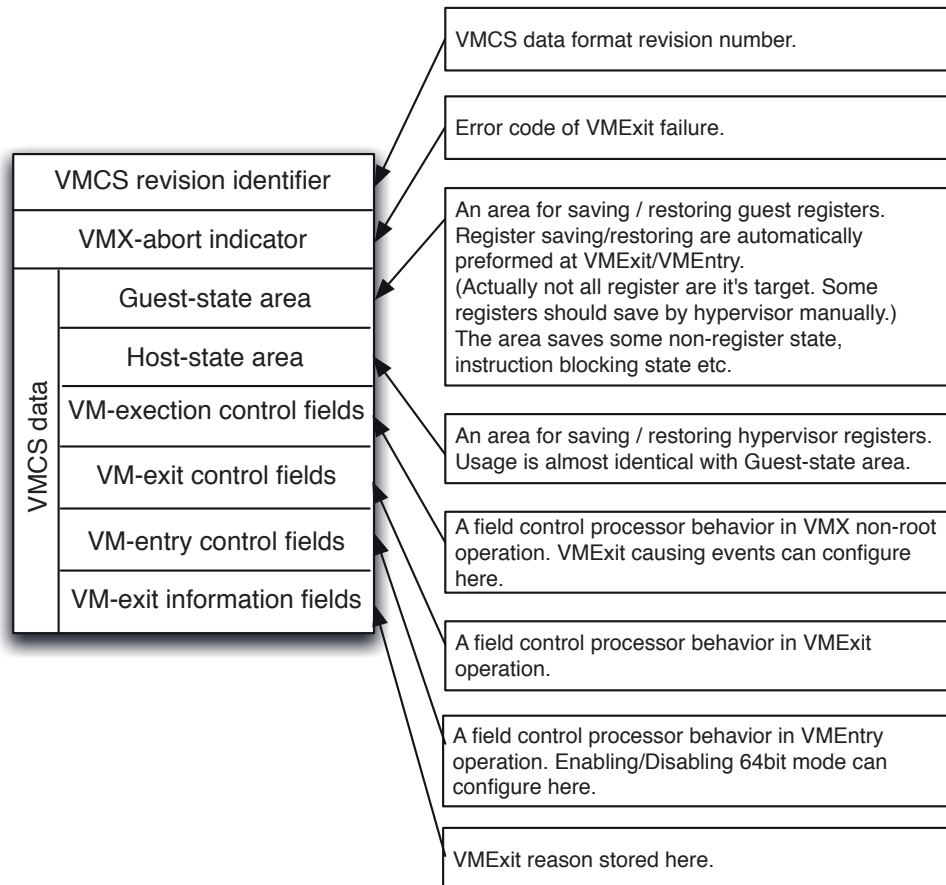 VMCS revision identifier
VMX-abort indicator
VMCS data
Guest-state area
Host-state area
VM-exection control fields
VM-exit control fields
VM-entry control fields
VM-exit information fields
VMCS data format revision number.
Error code of VMExit failure.
An area for saving / restoring guest registers.
Register saving/restoring are automatically
preformed at VMExit/VMEntry.
(Actually not all register are it's target. Some
registers should save by hypervisor manually.)
The area saves some non-register state,
instruction blocking state etc.
An area for saving / restoring hypervisor registers.
Usage is almost identical with Guest-state area.
A field control processor behavior in VMX non-root
operation. VMExit causing events can configure
here.
A field control processor behavior in VMExit
operation.
A field control processor behavior in VMEntry
operation. Enabling/Disabling 64bit mode can
configure here.
VMExit reason stored here.